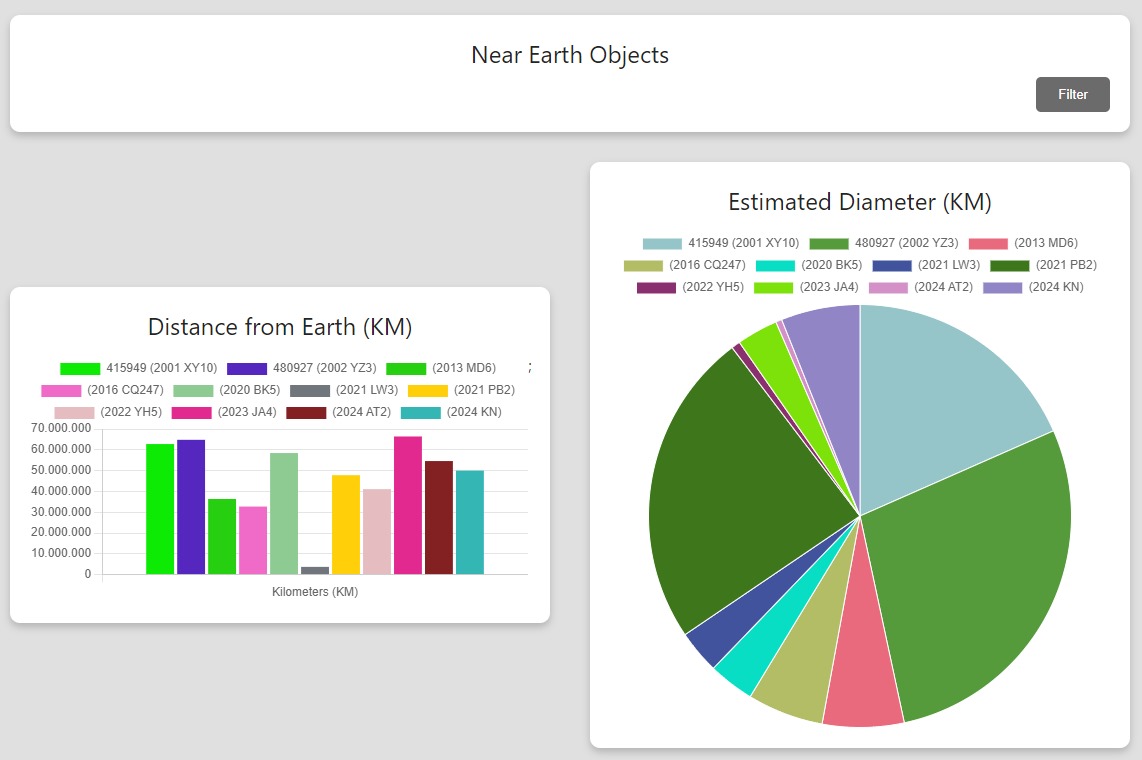 Near Earth Objects
Filter
Distance from Earth (KM)
415949 (2001 XY10) 480927 (2002 YZ3) (2013 MD6)
(2016 CQ247) (2020 BK5) (2021 LW3) (2021 PB2)
(2022 YH5) (2023 JA4) (2024 AT2) (2024 KN)
70.000.000
60.000.000
50.000.000
40.000.000
30.000.000
20.000.000
10.000.000
0
Kilometers (KM)
Estimated Diameter (KM)
415949 (2001 XY10) 480927 (2002 YZ3) (2013 MD6)
(2016 CQ247) (2020 BK5) (2021 LW3) (2021 PB2)
(2022 YH5) (2023 JA4) (2024 AT2) (2024 KN)